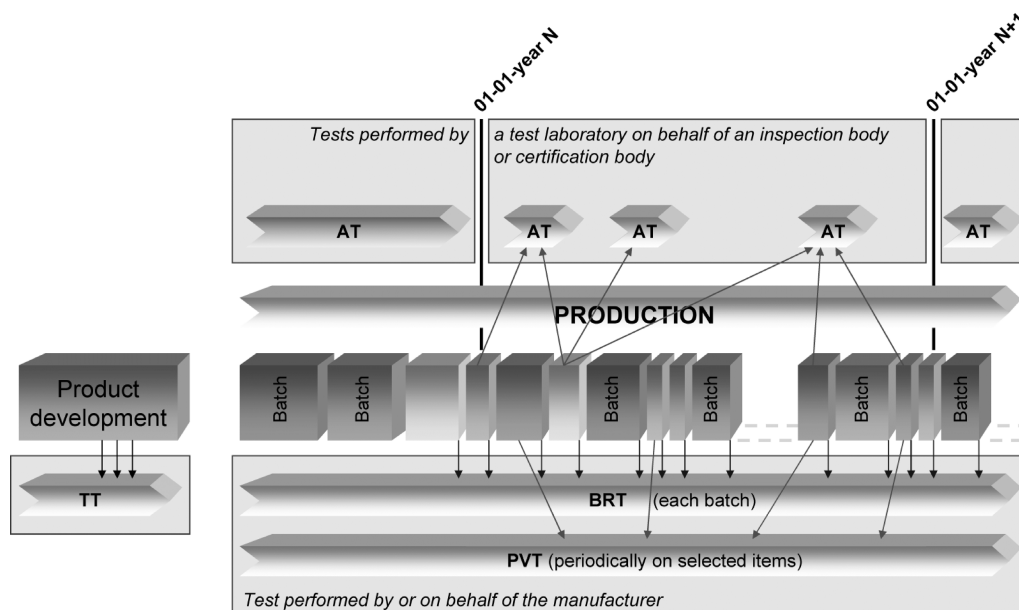 01-01-year N
01-01-year N+1
Tests performed by
a test laboratory on behalf of an inspection body
or certification body
AT
AT
AT
AT
AT
PRODUCTION
Product
development
Batch
Batch
Batch
Batch
Batch
Batch
TT
BRT (each batch)
PVT (periodically on selected items)
Test performed by or on behalf of the manufacturer